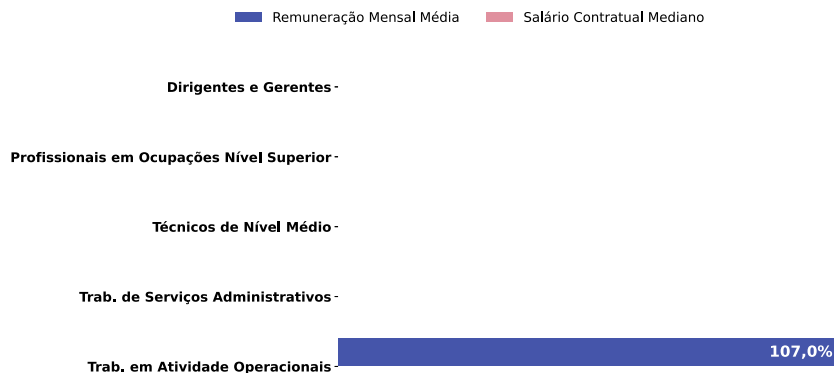 Remuneração Mensal Média Salário Contratual Mediano
Dirigentes e Gerentes
Profissionais em Ocupações Nível Superior
Técnicos de Nível Médio
Trab. de Serviços Administrativos
107,0%
Trab. em Atividade Operacionais